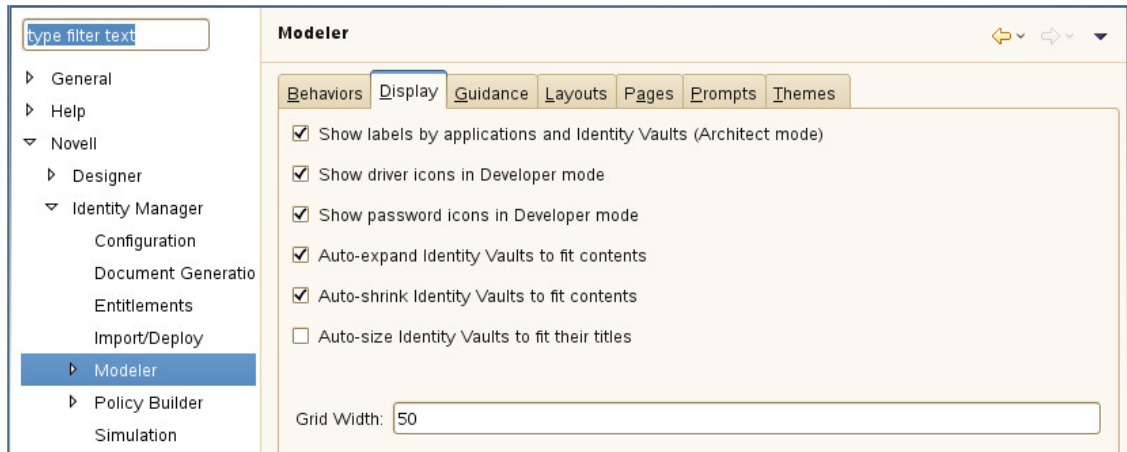 type filter text
General
Help
Novell
Designer
Identity Manager
Configuration
Document Generatio
Entitlements
Import/Deploy
Modeler
Policy Builder
Simulation
Modeler
Behaviors Display Guidance Layouts Pages Prompts Themes
Show labels by applications and Identity Vaults (Architect mode)
Show driver icons in Developer mode
Show password icons in Developer mode
Auto-expand Identity Vaults to fit contents
Auto-shrink Identity Vaults to fit contents
Auto-size Identity Vaults to fit their titles
Grid Width: 50